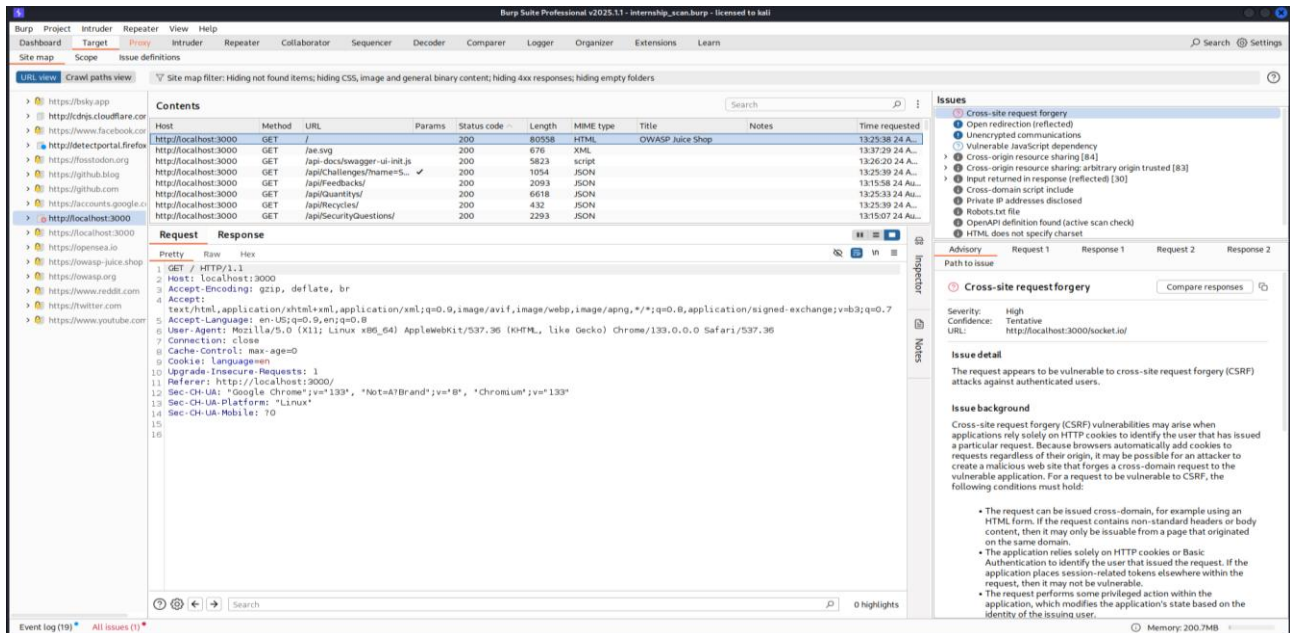 Burp Suite Professional v2025.1.1 - internship_scan.burp - licensed to kali
Burp Project Intruder Repeater View Help
Dashboard Target Proxy Intruder Repeater Collaborator Sequencer Decoder Comparer Logger Organizer Extensions Learn Search Settings
Site map Scope Issue definitions
URL view Crawl paths view Site map filter: Hiding not found items; hiding CSS, image and general binary content; hiding 4xx responses; hiding empty folders
https://bsky.app
http://cdnjs.cloudflare.cor
https://www.facebook.cor
http://detectportal.firefox
https://fosstodon.org
https://github.blog
https://github.com
https://accounts.google.c
http://localhost:3000
https://localhost:3000
https://opensea.io
https://owasp-juice.shop
https://owasp.org
https://www.reddit.com
https://twitter.com
https://www.youtube.com
Contents
Search
Host Method URL Params Status code Length MIME type Title Notes Time requested
http://localhost:3000 GET / 200 80558 HTML OWASP Juice Shop 13:25:38 24 A...
http://localhost:3000 GET /ae.svg 200 676 XML 13:37:29 24 A...
http://localhost:3000 GET /api-docs/swagger-ui-init.js 200 5823 script 13:26:20 24 A...
http://localhost:3000 GET /api/Challenges/?name=S... ✓ 200 1054 JSON 13:25:39 24 A...
http://localhost:3000 GET /api/Feedbacks/ 200 2093 JSON 13:15:58 24 Au...
http://localhost:3000 GET /api/Quantitys/ 200 6618 JSON 13:25:33 24 Au...
http://localhost:3000 GET /api/Recycles/ 200 432 JSON 13:25:39 24 A...
http://localhost:3000 GET /api/SecurityQuestions/ 200 2293 JSON 13:15:07 24 Au...
Request Response
Pretty Raw Hex
\n
1 GET / HTTP/1.1
2 Host: localhost:3000
3 Accept-Encoding: gzip, deflate, br
4 Accept:
text/html,application/xhtml+xml,application/xml;q=0.9,image/avif,image/webp,image/apng,*/*;q=0.8,application/signed-exchange;v=b3;q=0.7
5 Accept-Language: en-US;q=0.9,en;q=0.8
6 User-Agent: Mozilla/5.0 (X11; Linux x86_64) AppleWebKit/537.36 (KHTML, like Gecko) Chrome/133.0.0.0 Safari/537.36
7 Connection: close
8 Cache-Control: max-age=0
9 Cookie: language=en
10 Upgrade-Insecure-Requests: 1
11 Referer: http://localhost:3000/
12 Sec-CH-UA: "Google Chrome";v="133", "Not=A?Brand";v="8", "Chromium";v="133"
13 Sec-CH-UA-Platform: "Linux"
14 Sec-CH-UA-Mobile: ?0
15
16
Search
0 highlights
Inspector
Notes
Issues
Cross-site request forgery
Open redirection (reflected)
Unencrypted communications
Vulnerable JavaScript dependency
Cross-origin resource sharing [84]
Cross-origin resource sharing: arbitrary origin trusted [83]
Input returned in response (reflected) [30]
Cross-domain script include
Private IP addresses disclosed
Robots.txt file
OpenAPI definition found (active scan check)
HTML does not specify charset
Advisory Request 1 Response 1 Request 2 Response 2
Path to issue
Cross-site request forgery
Compare responses
Severity: High
Confidence: Tentative
URL: http://localhost:3000/socket.io/
Issue detail
The request appears to be vulnerable to cross-site request forgery (CSRF)
attacks against authenticated users.
Issue background
Cross-site request forgery (CSRF) vulnerabilities may arise when
applications rely solely on HTTP cookies to identify the user that has issued
a particular request. Because browsers automatically add cookies to
requests regardless of their origin, it may be possible for an attacker to
create a malicious web site that forges a cross-domain request to the
vulnerable application. For a request to be vulnerable to CSRF, the
following conditions must hold:
• The request can be issued cross-domain, for example using an
HTML form. If the request contains non-standard headers or body
content, then it may only be issuable from a page that originated
on the same domain.
• The application relies solely on HTTP cookies or Basic
Authentication to identify the user that issued the request. If the
application places session-related tokens elsewhere within the
request, then it may not be vulnerable.
• The request performs some privileged action within the
application, which modifies the application's state based on the
identity of the issuing user.
Event log (19) All issues (1) Memory: 200.7MB